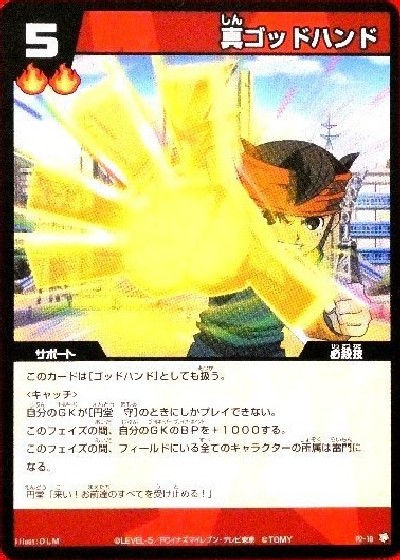 5
しん
真ゴッドハンド
サポート
必殺技
このカードは[ゴッドハンド]としても扱う。
<キャッチ>
自分のGKが[円堂 守]のときにしかプレイできない。
このフェイズの間、自分のGKのBPを+1000する。
このフェイズの間、フィールドにいる全てのキャラクターの所属は雷門に
なる。
円堂「来い!お前達のすべてを受け止める!」
Illust:DLM
©LEVEL-5/FCイナズマイレブン・テレビ東京 ©TOMY